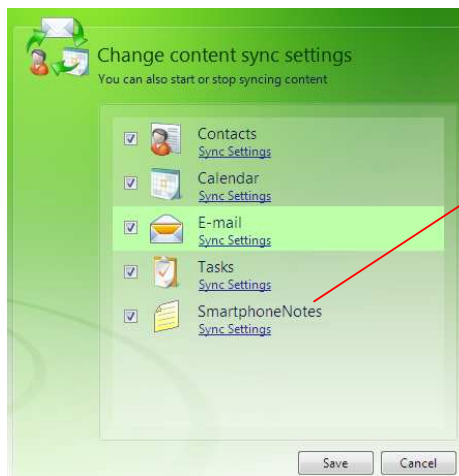 Change content sync settings
You can also start or stop syncing content
Contacts
Sync Settings
Calendar
Sync Settings
E-mail
Sync Settings
Tasks
Sync Settings
SmartphoneNotes
Sync Settings
Save Cancel